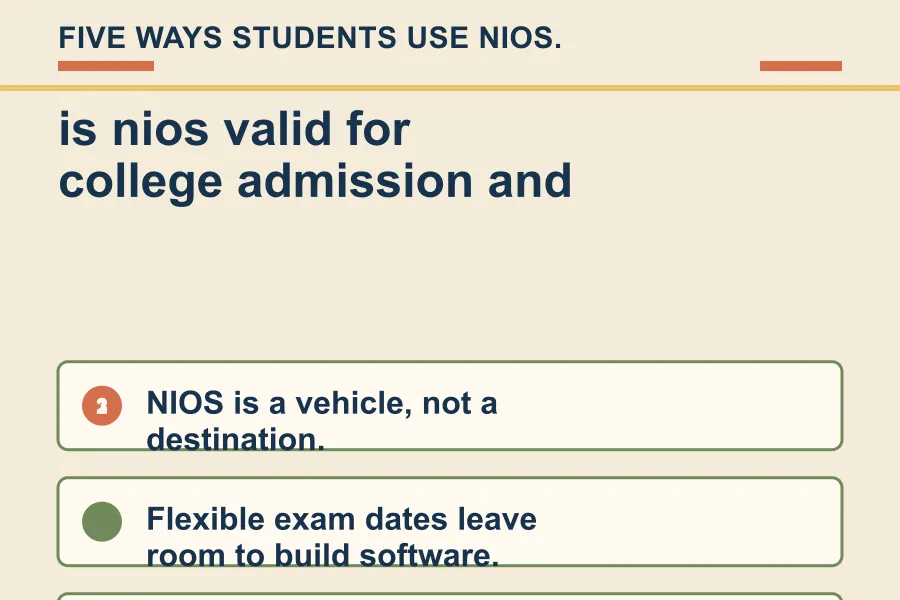 FIVE WAYS STUDENTS USE NIOS.
is nios valid for
college admission and
NIOS is a vehicle, not a
destination.
Flexible exam dates leave
room to build software.